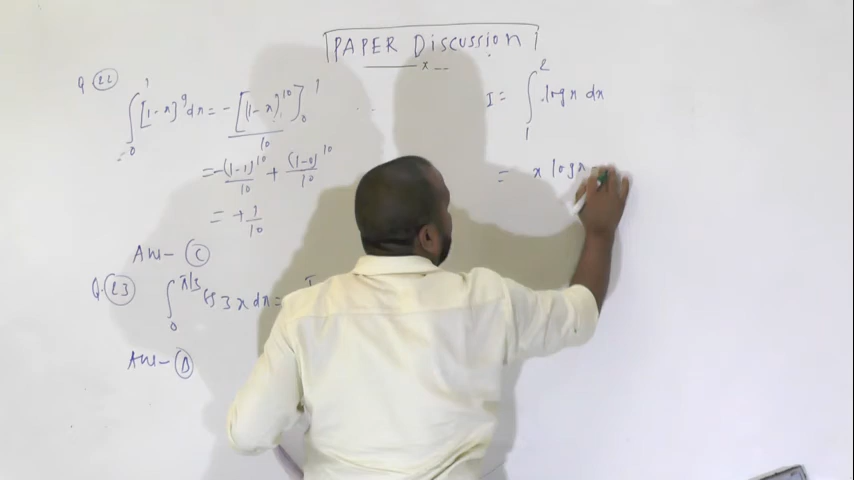 PAPER Discussion
Q 22
∫₀¹ [1-x]⁹ dx = -[(1-x)¹⁰/10]₀¹
= -(1-1)¹⁰/10 + (1-0)¹⁰/10
= +1/10
Ans- C
Q. 23 ∫₀^(π/3) 3x dx =
Ans- B
I = ∫₁² log x dx
= x log x -